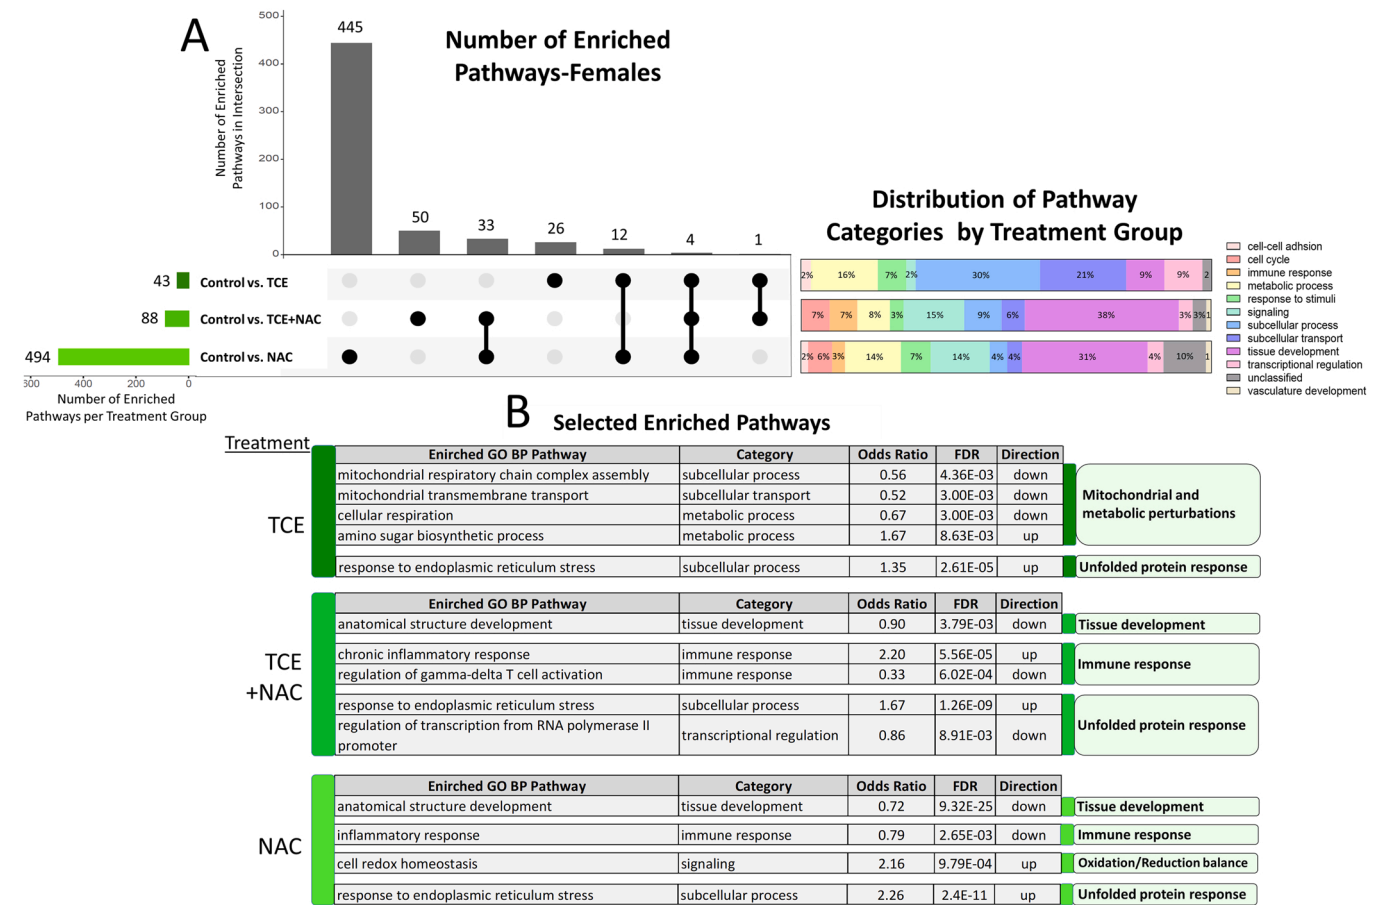 A
Number of Enriched
Pathways-Females
Number of Enriched
Pathways in Intersection
500
400
300
200
100
0
445
50
33
26
12
4
1
43
Control vs. TCE
88
Control vs. TCE+NAC
494
Control vs. NAC
600 400 200 0
Number of Enriched
Pathways per Treatment Group
Distribution of Pathway
Categories by Treatment Group
2% 16% 7% 2% 30% 21% 9% 9% 2
7% 7% 8% 3% 15% 9% 6% 38% 3% 3% 1
2% 6% 3% 14% 7% 14% 4% 4% 31% 4% 10% 1
cell-cell adhsion
cell cycle
immune response
metabolic process
response to stimuli
signaling
subcellular process
subcellular transport
tissue development
transcriptional regulation
unclassified
vasculature development
B
Selected Enriched Pathways
Treatment
TCE
Enirched GO BP Pathway Category Odds Ratio FDR Direction
mitochondrial respiratory chain complex assembly subcellular process 0.56 4.36E-03 down
mitochondrial transmembrane transport subcellular transport 0.52 3.00E-03 down
cellular respiration metabolic process 0.67 3.00E-03 down
amino sugar biosynthetic process metabolic process 1.67 8.63E-03 up
Mitochondrial and
metabolic perturbations
response to endoplasmic reticulum stress subcellular process 1.35 2.61E-05 up
Unfolded protein response
TCE
+NAC
Enirched GO BP Pathway Category Odds Ratio FDR Direction
anatomical structure development tissue development 0.90 3.79E-03 down
Tissue development
chronic inflammatory response immune response 2.20 5.56E-05 up
regulation of gamma-delta T cell activation immune response 0.33 6.02E-04 down
Immune response
response to endoplasmic reticulum stress subcellular process 1.67 1.26E-09 up
regulation of transcription from RNA polymerase II
promoter transcriptional regulation 0.86 8.91E-03 down
Unfolded protein response
NAC
Enirched GO BP Pathway Category Odds Ratio FDR Direction
anatomical structure development tissue development 0.72 9.32E-25 down
Tissue development
inflammatory response immune response 0.79 2.65E-03 down
Immune response
cell redox homeostasis signaling 2.16 9.79E-04 up
Oxidation/Reduction balance
response to endoplasmic reticulum stress subcellular process 2.26 2.4E-11 up
Unfolded protein response